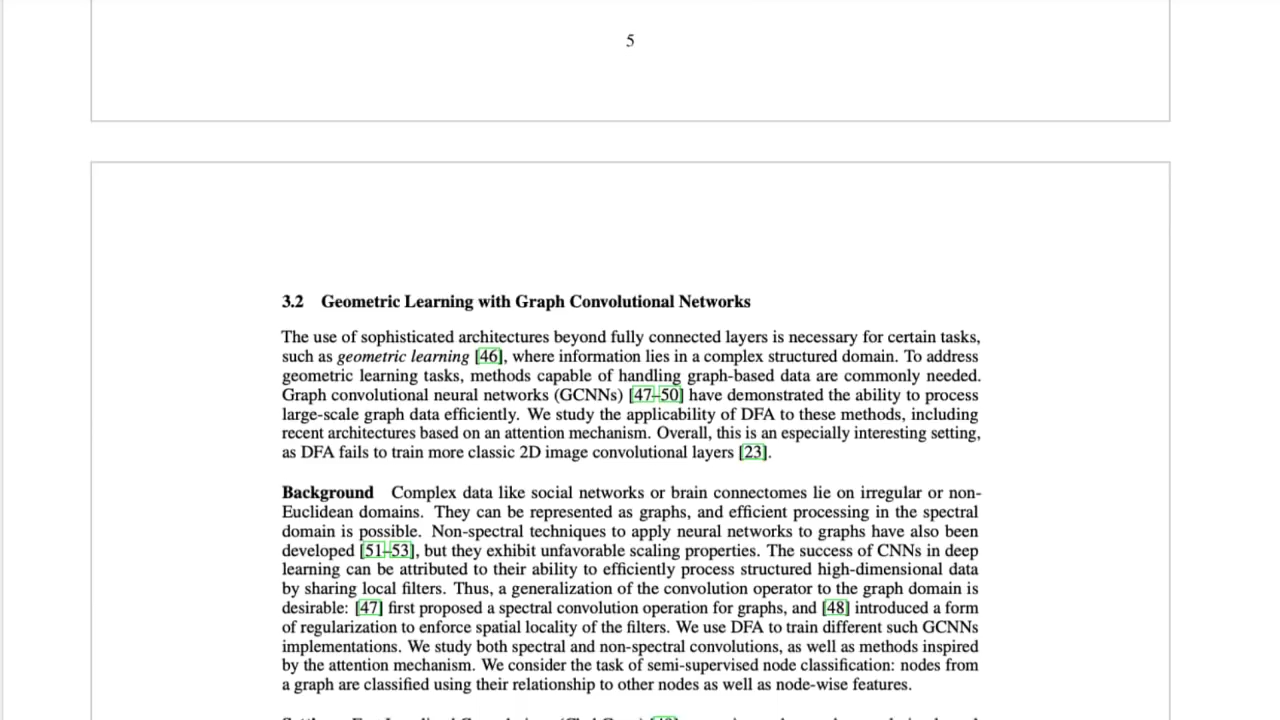 5
3.2 Geometric Learning with Graph Convolutional Networks
The use of sophisticated architectures beyond fully connected layers is necessary for certain tasks,
such as geometric learning [46], where information lies in a complex structured domain. To address
geometric learning tasks, methods capable of handling graph-based data are commonly needed.
Graph convolutional neural networks (GCNNs) [47–50] have demonstrated the ability to process
large-scale graph data efficiently. We study the applicability of DFA to these methods, including
recent architectures based on an attention mechanism. Overall, this is an especially interesting setting,
as DFA fails to train more classic 2D image convolutional layers [23].
Background Complex data like social networks or brain connectomes lie on irregular or non-
Euclidean domains. They can be represented as graphs, and efficient processing in the spectral
domain is possible. Non-spectral techniques to apply neural networks to graphs have also been
developed [51–53], but they exhibit unfavorable scaling properties. The success of CNNs in deep
learning can be attributed to their ability to efficiently process structured high-dimensional data
by sharing local filters. Thus, a generalization of the convolution operator to the graph domain is
desirable: [47] first proposed a spectral convolution operation for graphs, and [48] introduced a form
of regularization to enforce spatial locality of the filters. We use DFA to train different such GCNNs
implementations. We study both spectral and non-spectral convolutions, as well as methods inspired
by the attention mechanism. We consider the task of semi-supervised node classification: nodes from
a graph are classified using their relationship to other nodes as well as node-wise features.